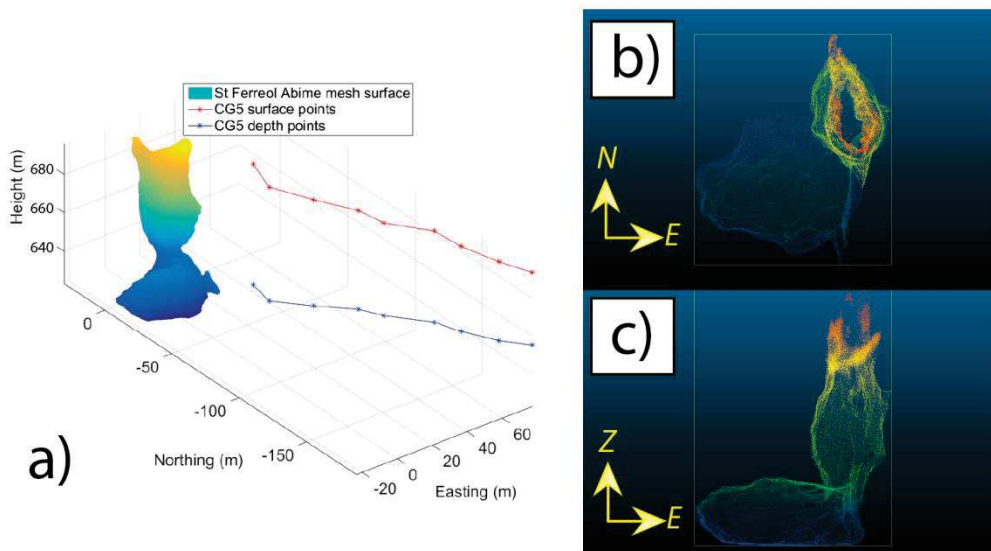 St Ferreol Abime mesh surface
CG5 surface points
CG5 depth points
Height (m)
680
660
640
0
-50
-100
-150
Northing (m)
-20
0
20
40
60
Easting (m)
a)
b)
N
E
c)
Z
E